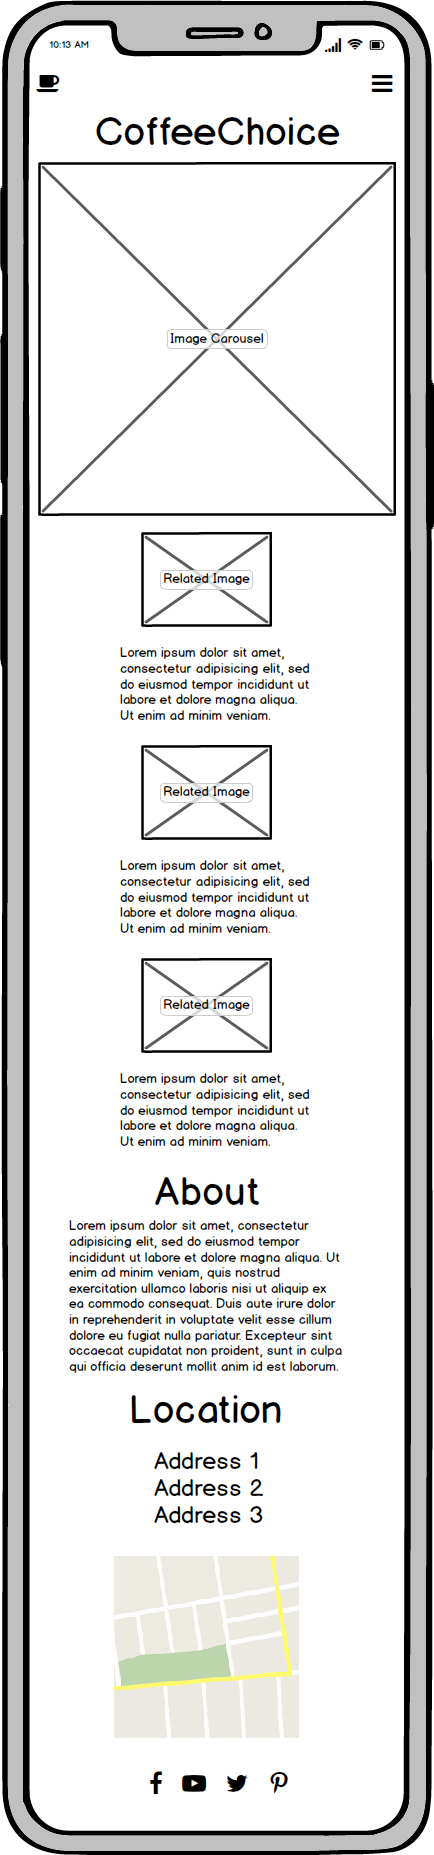 10:13 AM
CoffeeChoice
Image Carousel
Related Image
Lorem ipsum dolor sit amet,
consectetur adipisicing elit, sed
do eiusmod tempor incididunt ut
labore et dolore magna aliqua.
Ut enim ad minim veniam.
Related Image
Lorem ipsum dolor sit amet,
consectetur adipisicing elit, sed
do eiusmod tempor incididunt ut
labore et dolore magna aliqua.
Ut enim ad minim veniam.
Related Image
Lorem ipsum dolor sit amet,
consectetur adipisicing elit, sed
do eiusmod tempor incididunt ut
labore et dolore magna aliqua.
Ut enim ad minim veniam.
About
Lorem ipsum dolor sit amet, consectetur
adipisicing elit, sed do eiusmod tempor
incididunt ut labore et dolore magna aliqua. Ut
enim ad minim veniam, quis nostrud
exercitation ullamco laboris nisi ut aliquip ex
ea commodo consequat. Duis aute irure dolor
in reprehenderit in voluptate velit esse cillum
dolore eu fugiat nulla pariatur. Excepteur sint
occaecat cupidatat non proident, sunt in culpa
qui officia deserunt mollit anim id est laborum.
Location
Address 1
Address 2
Address 3